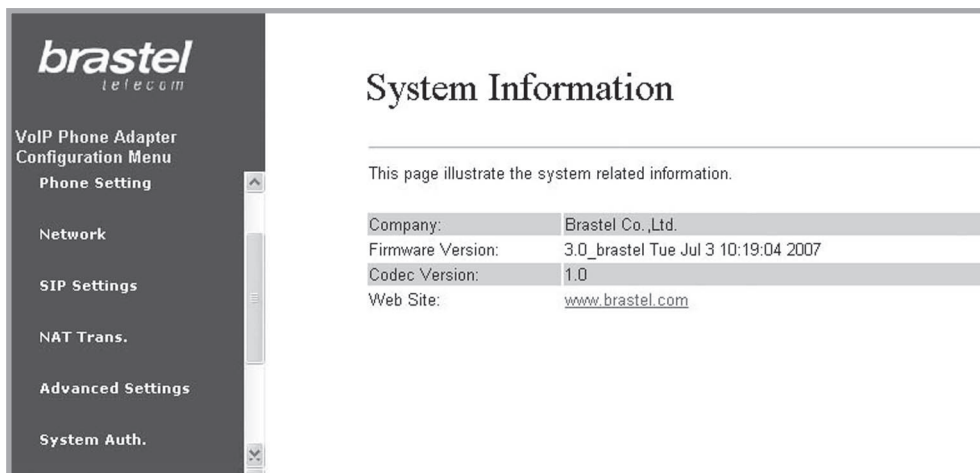 brastel
telecom
VoIP Phone Adapter
Configuration Menu
Phone Setting
Network
SIP Settings
NAT Trans.
Advanced Settings
System Auth.
System Information
This page illustrate the system related information.
Company: Brastel Co.,Ltd.
Firmware Version: 3.0_brastel Tue Jul 3 10:19:04 2007
Codec Version: 1.0
Web Site: www.brastel.com